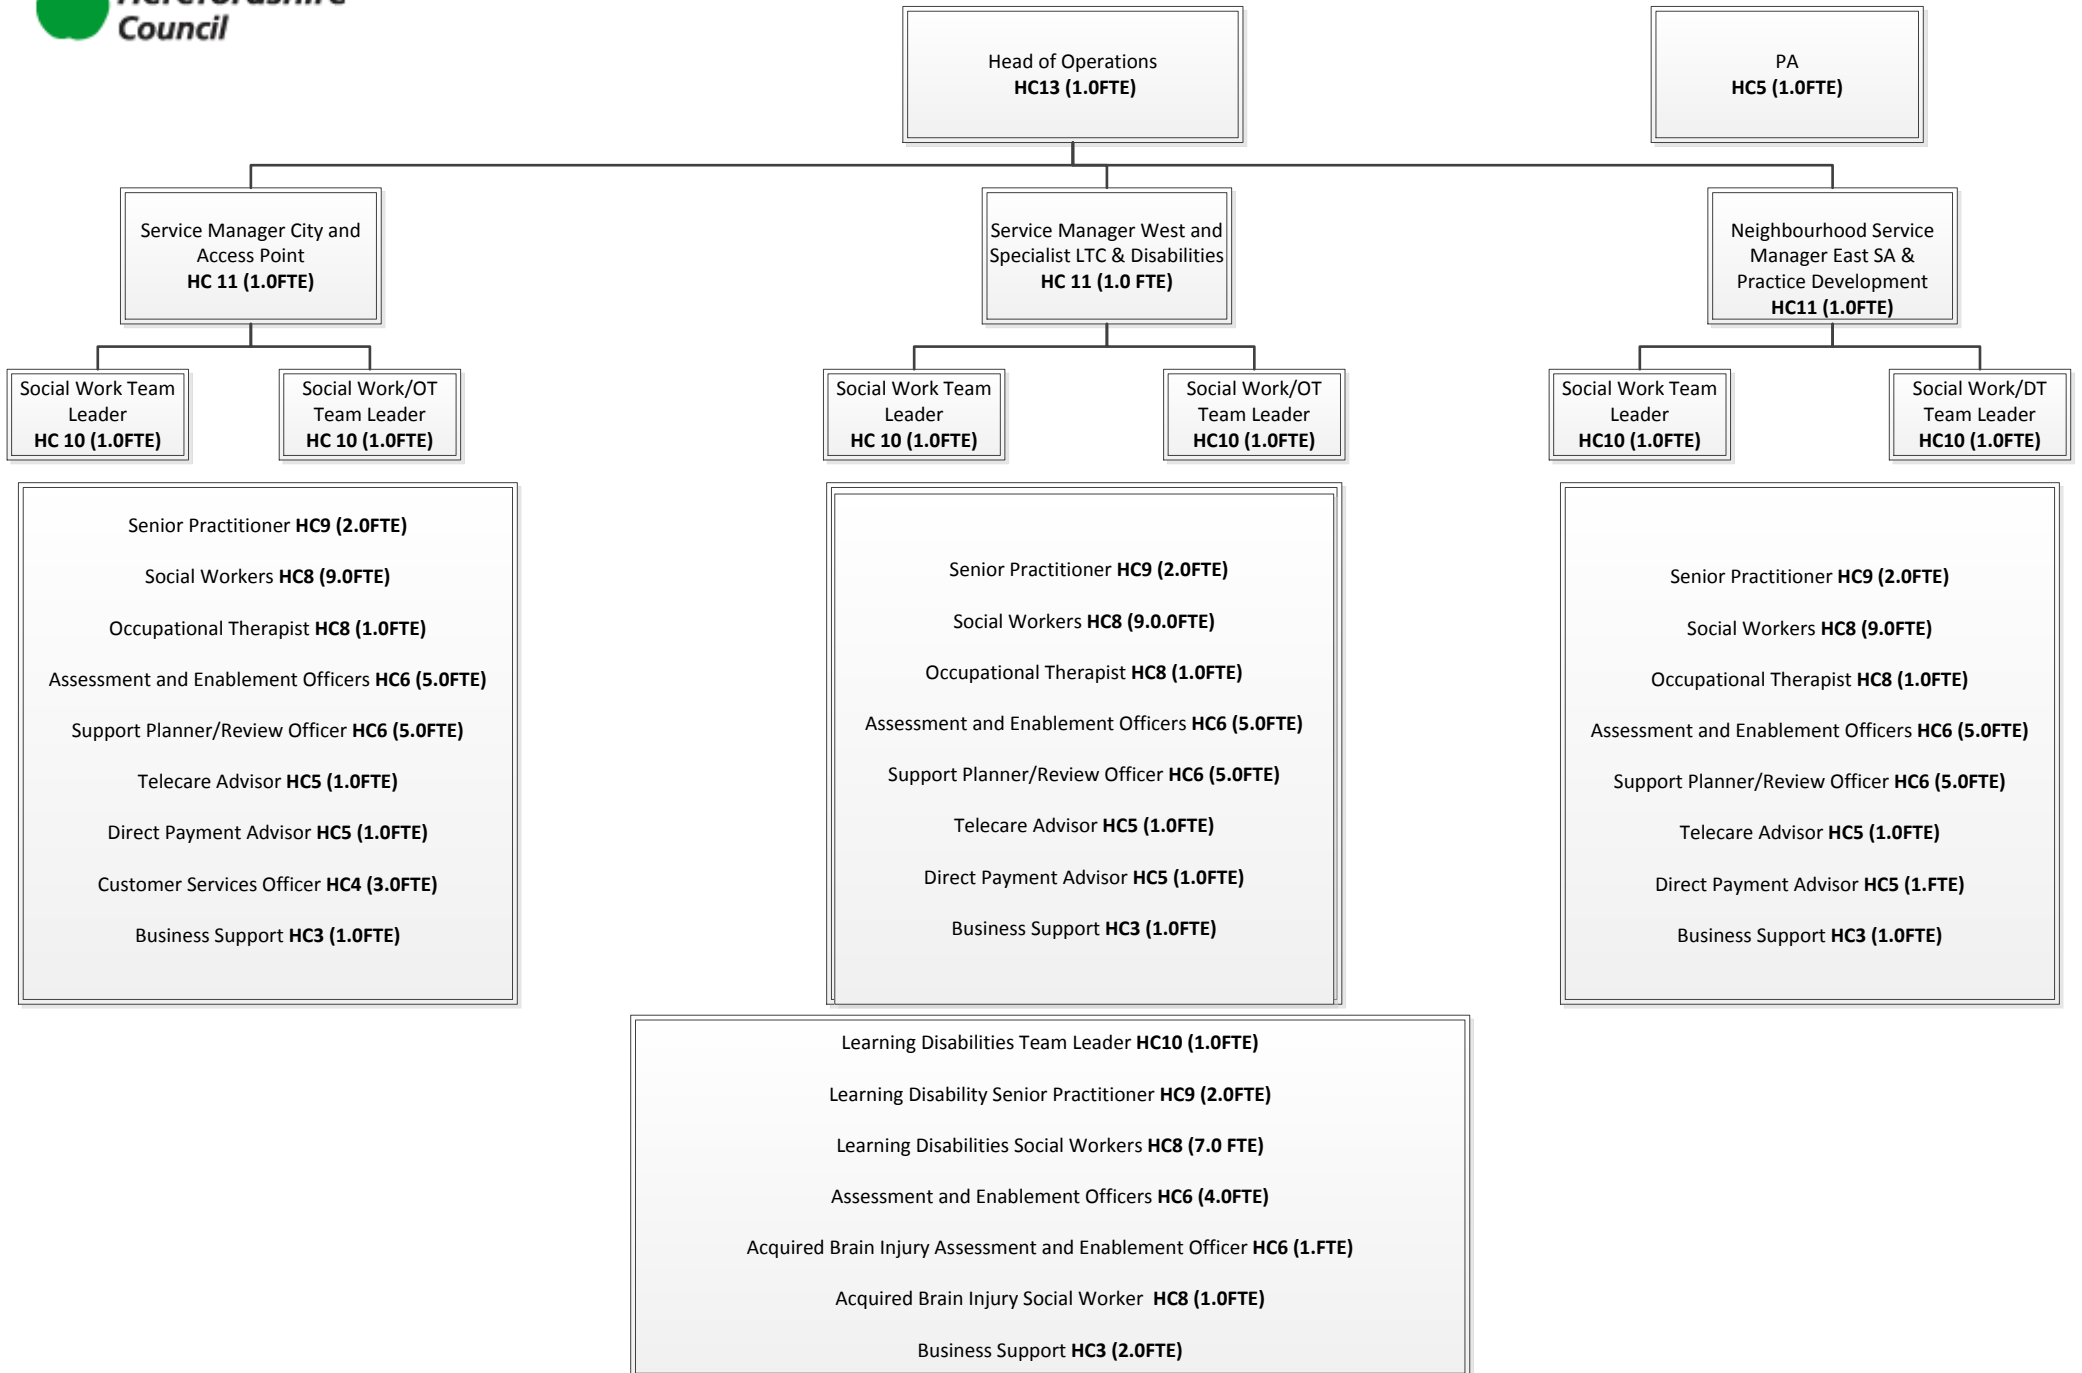 Herefordshire
Council
Head of Operations
HC13 (1.0FTE)
PA
HC5 (1.0FTE)
Service Manager City and
Access Point
HC 11 (1.0FTE)
Service Manager West and
Specialist LTC & Disabilities
HC 11 (1.0 FTE)
Neighbourhood Service
Manager East SA &
Practice Development
HC11 (1.0FTE)
Social Work Team
Leader
HC 10 (1.0FTE)
Social Work/OT
Team Leader
HC 10 (1.0FTE)
Social Work Team
Leader
HC 10 (1.0FTE)
Social Work/OT
Team Leader
HC10 (1.0FTE)
Social Work Team
Leader
HC10 (1.0FTE)
Social Work/DT
Team Leader
HC10 (1.0FTE)
Senior Practitioner HC9 (2.0FTE)
Social Workers HC8 (9.0FTE)
Occupational Therapist HC8 (1.0FTE)
Assessment and Enablement Officers HC6 (5.0FTE)
Support Planner/Review Officer HC6 (5.0FTE)
Telecare Advisor HC5 (1.0FTE)
Direct Payment Advisor HC5 (1.0FTE)
Customer Services Officer HC4 (3.0FTE)
Business Support HC3 (1.0FTE)
Senior Practitioner HC9 (2.0FTE)
Social Workers HC8 (9.0.0FTE)
Occupational Therapist HC8 (1.0FTE)
Assessment and Enablement Officers HC6 (5.0FTE)
Support Planner/Review Officer HC6 (5.0FTE)
Telecare Advisor HC5 (1.0FTE)
Direct Payment Advisor HC5 (1.0FTE)
Business Support HC3 (1.0FTE)
Senior Practitioner HC9 (2.0FTE)
Social Workers HC8 (9.0FTE)
Occupational Therapist HC8 (1.0FTE)
Assessment and Enablement Officers HC6 (5.0FTE)
Support Planner/Review Officer HC6 (5.0FTE)
Telecare Advisor HC5 (1.0FTE)
Direct Payment Advisor HC5 (1.FTE)
Business Support HC3 (1.0FTE)
Learning Disabilities Team Leader HC10 (1.0FTE)
Learning Disability Senior Practitioner HC9 (2.0FTE)
Learning Disabilities Social Workers HC8 (7.0 FTE)
Assessment and Enablement Officers HC6 (4.0FTE)
Acquired Brain Injury Assessment and Enablement Officer HC6 (1.FTE)
Acquired Brain Injury Social Worker HC8 (1.0FTE)
Business Support HC3 (2.0FTE)